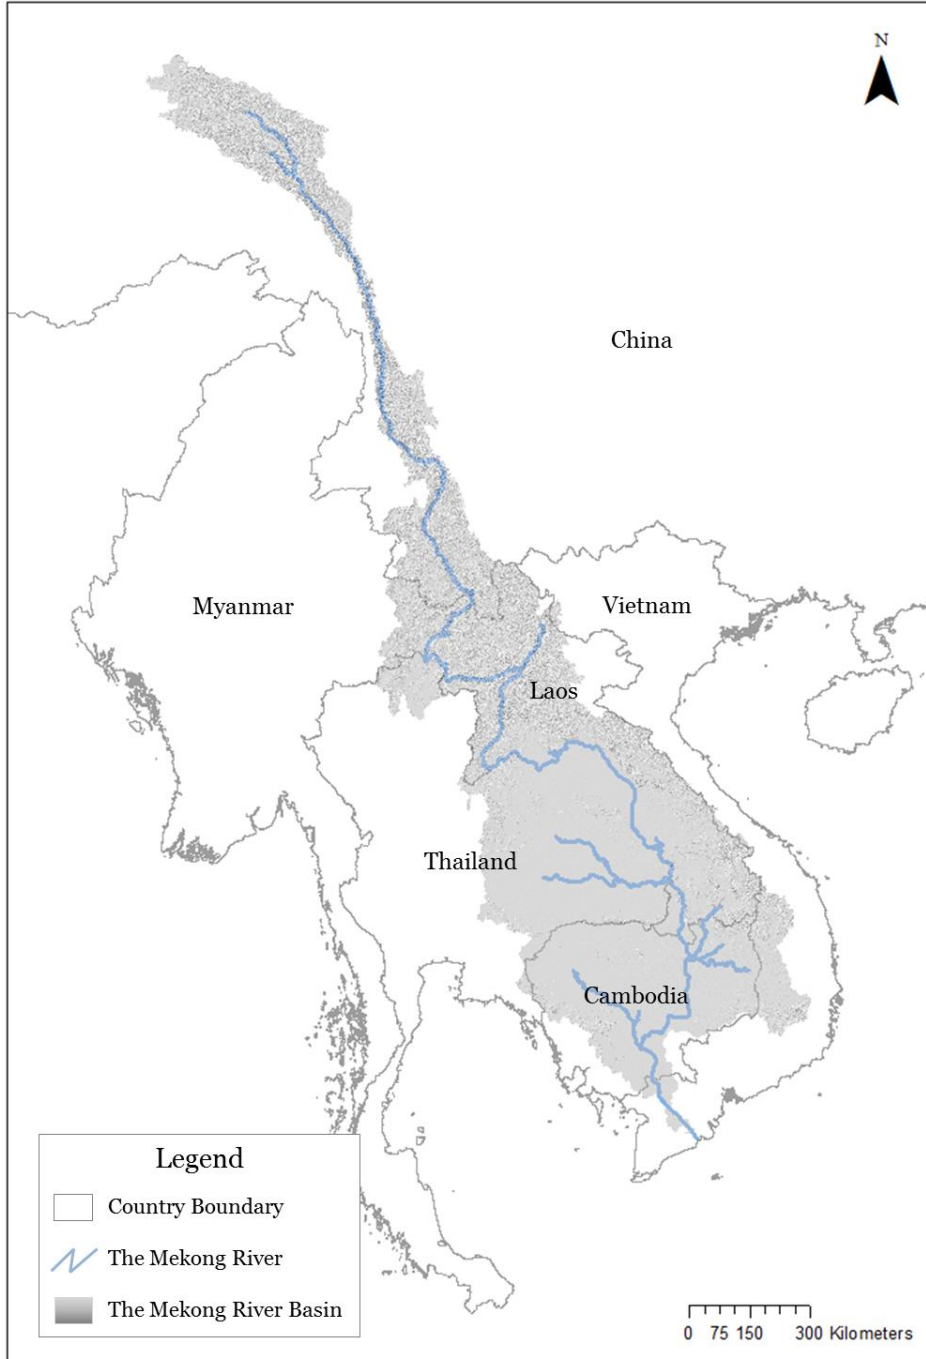 N
China
Myanmar
Vietnam
Laos
Thailand
Cambodia
Legend
Country Boundary
The Mekong River
The Mekong River Basin
0 75 150 300 Kilometers